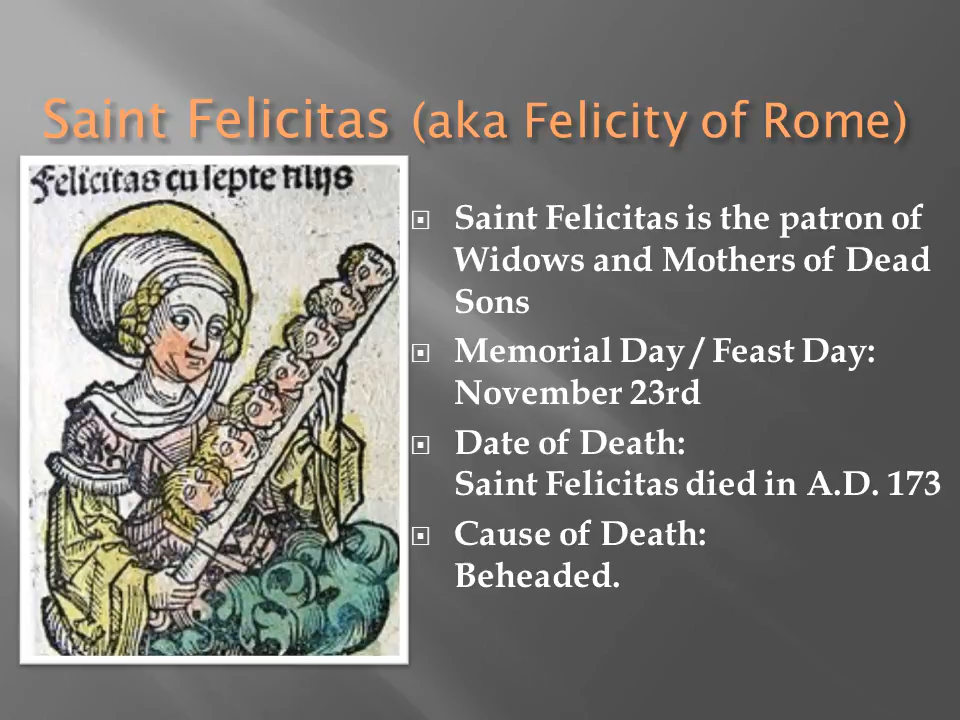 Saint Felicitas (aka Felicity of Rome)
Felicitas cu septe filijs
Saint Felicitas is the patron of
Widows and Mothers of Dead
Sons
Memorial Day / Feast Day:
November 23rd
Date of Death:
Saint Felicitas died in A.D. 173
Cause of Death:
Beheaded.